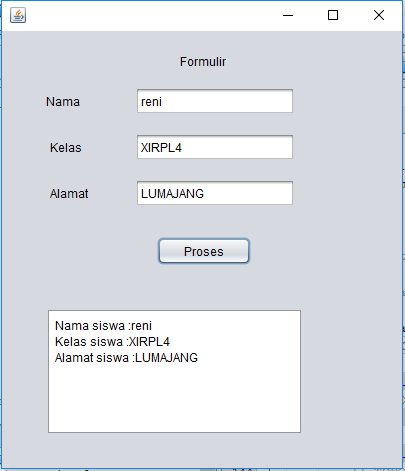 Formulir
Nama reni
Kelas XIRPL4
Alamat LUMAJANG
Proses
Nama siswa :reni
Kelas siswa :XIRPL4
Alamat siswa :LUMAJANG